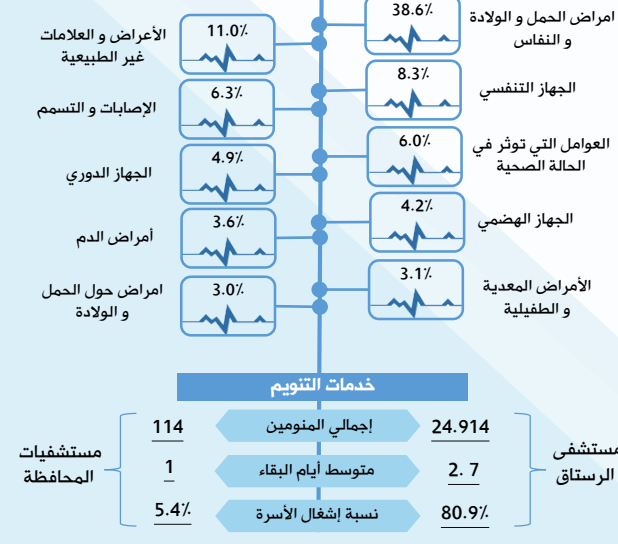 38.6٪
امراض الحمل و الولادة
و النفاس
11.0٪
الأعراض و العلامات
غير الطبيعية
8.3٪
الجهاز التنفسي
6.3٪
الإصابات و التسمم
6.0٪
العوامل التي توثر في
الحالة الصحية
4.9٪
الجهاز الدوري
4.2٪
الجهاز الهضمي
3.6٪
أمراض الدم
3.1٪
الأمراض المعدية
و الطفيلية
3.0٪
امراض حول الحمل
و الولادة
خدمات التنويم
مستشفى
الرستاق
24.914
إجمالي المنومين
114
2. 7
متوسط أيام البقاء
1
80.9٪
نسبة إشغال الأسرة
5.4٪
مستشفيات
المحافظة